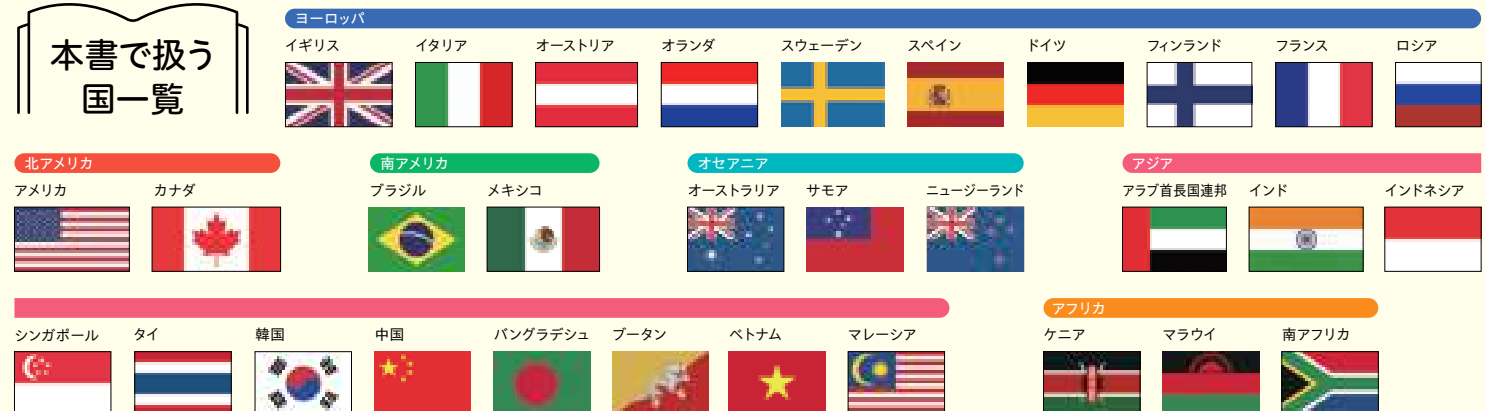 本書で扱う
国一覧
ヨーロッパ
イギリス イタリア オーストリア オランダ スウェーデン スペイン ドイツ フィンランド フランス ロシア
北アメリカ 南アメリカ オセアニア アジア
アメリカ カナダ ブラジル メキシコ オーストラリア サモア ニュージーランド アラブ首長国連邦 インド インドネシア
アフリカ
シンガポール タイ 韓国 中国 バングラデシュ ブータン ベトナム マレーシア ケニア マラウイ 南アフリカ